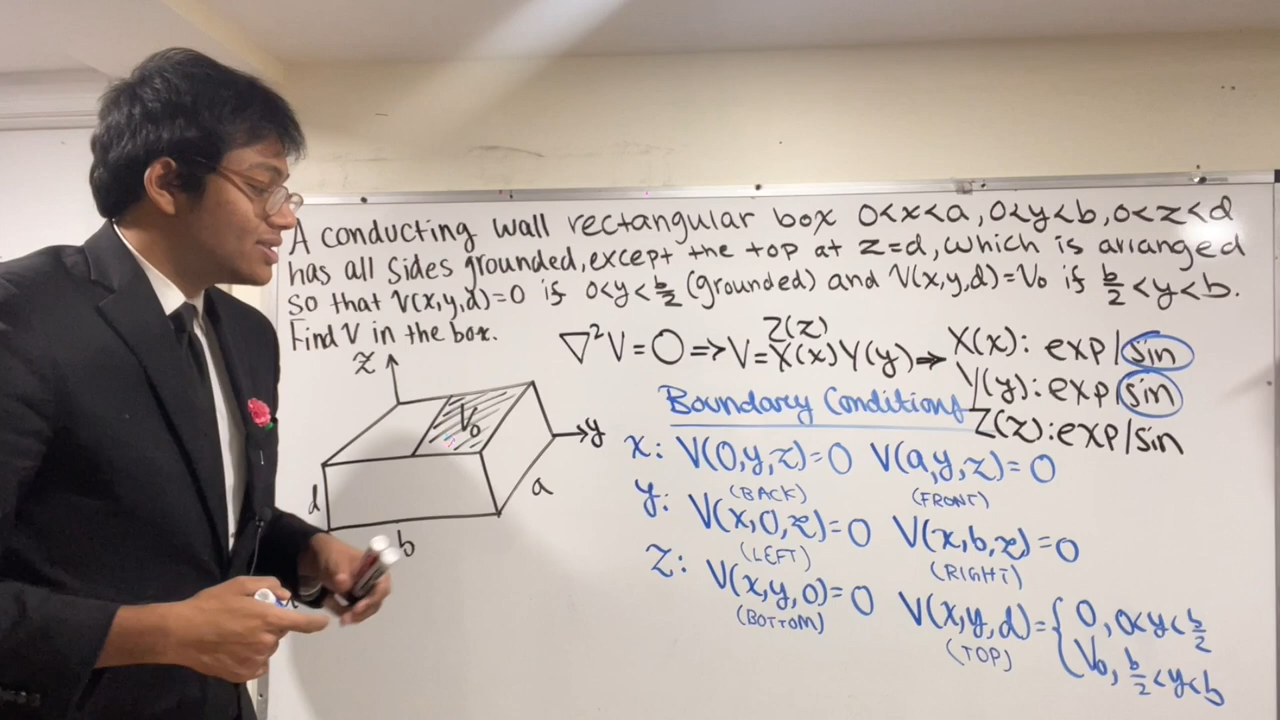 A conducting wall rectangular box 0<x<a, 0<y<b, 0<z<d
has all sides grounded, except the top at z=d, which is arranged
so that V(x,y,d)=0 if 0<y<b/2 (grounded) and V(x,y,d)=V₀ if b/2<y<b.
Find V in the box.
∇²V=0 => V=X(x)Y(y)Z(z) => X(x): exp/sin
Y(y): exp/sin
Z(z): exp/sin
z
V₀
y
d
a
b
Boundary Conditions
x: V(0,y,z)=0 V(a,y,z)=0
(BACK) (FRONT)
y: V(x,0,z)=0 V(x,b,z)=0
(LEFT) (RIGHT)
z: V(x,y,0)=0 V(x,y,d)={0, 0<y<b/2
V₀, b/2<y<b
(BOTTOM) (TOP)